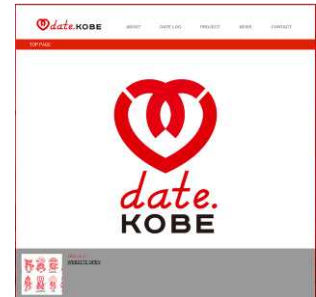 date.KOBE
ABOUT DATE LOG PROJECT NEWS CONTACT
TOP PAGE
date.
KOBE